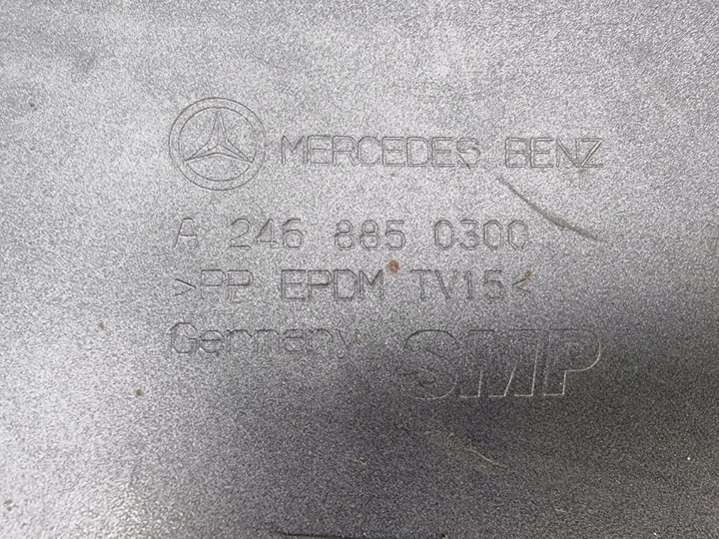 MERCEDES BENZ
A 246 885 0300
>PP EPDM TV15<
Germany SMP